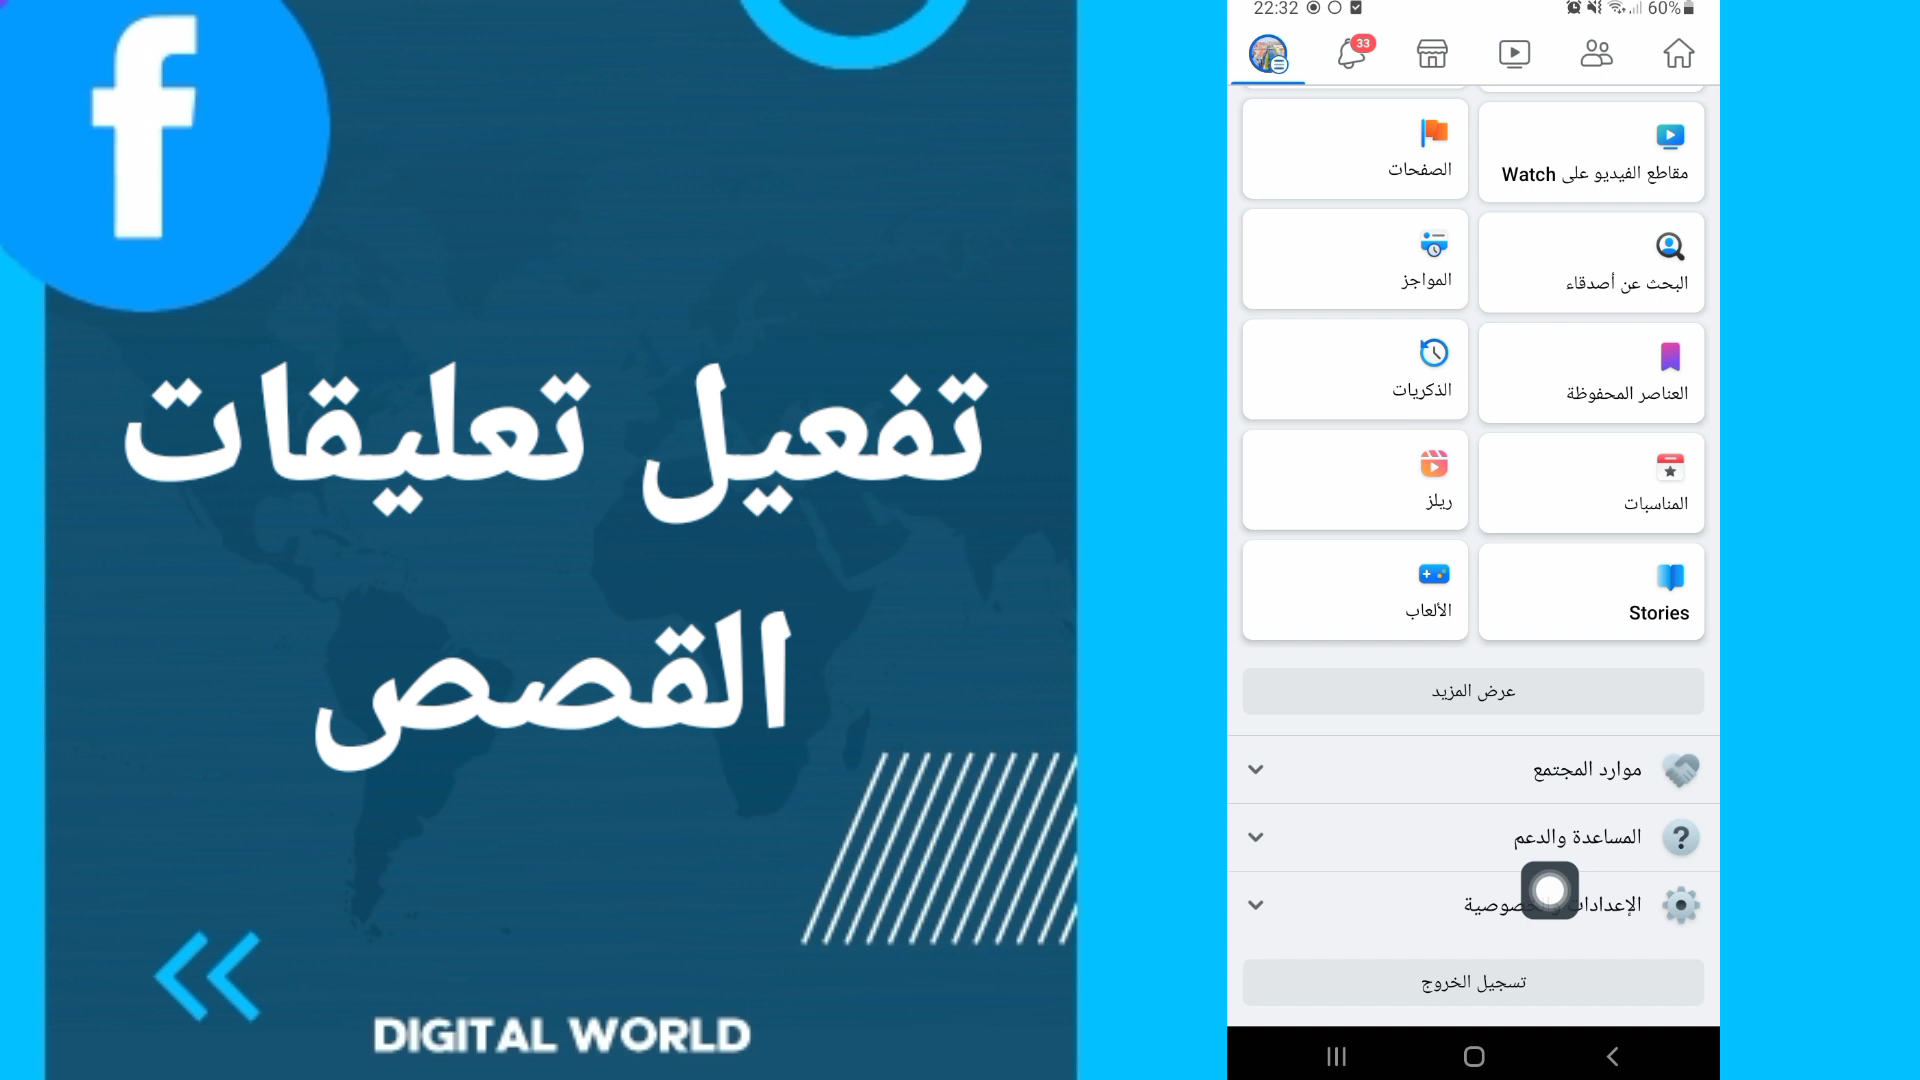 f
تفعيل تعليقات
القصص
DIGITAL WORLD
22:32
60%
33
مقاطع الفيديو على Watch
الصفحات
البحث عن أصدقاء
المواجز
العناصر المحفوظة
الذكريات
المناسبات
ريلز
Stories
الألعاب
عرض المزيد
موارد المجتمع
المساعدة والدعم
?
الإعدادات والخصوصية
تسجيل الخروج